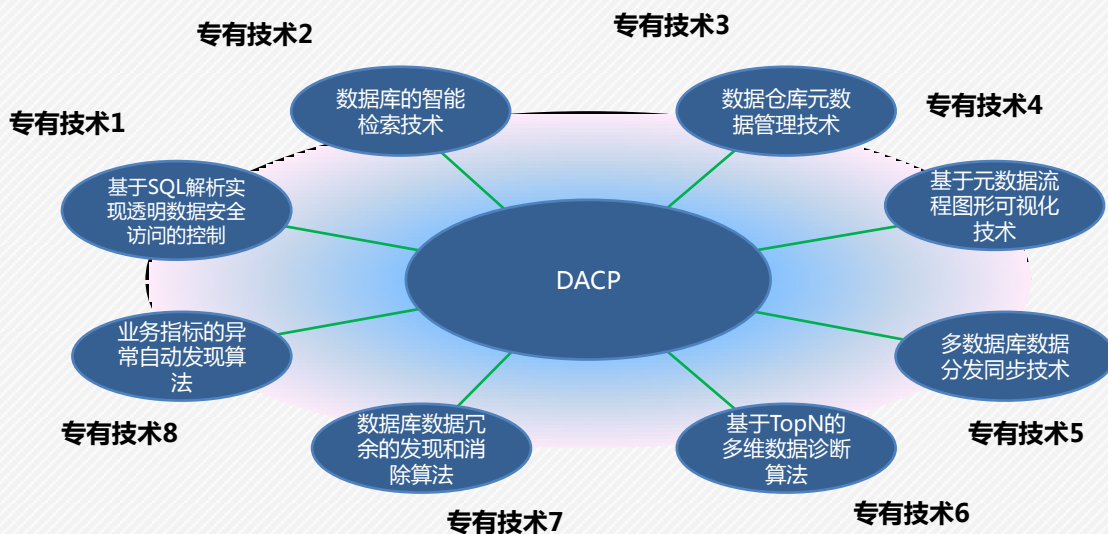 专有技术3
专有技术2
数据库的智能
检索技术
数据仓库元数
据管理技术
专有技术4
专有技术1
基于SQL解析实
现透明数据安全
访问的控制
基于元数据流
程图形可视化
技术
DACP
业务指标的异
常自动发现算
法
多数据库数据
分发同步技术
专有技术8
数据库数据冗
余的发现和消
除算法
基于TopN的
多维数据诊断
算法
专有技术5
专有技术7
专有技术6